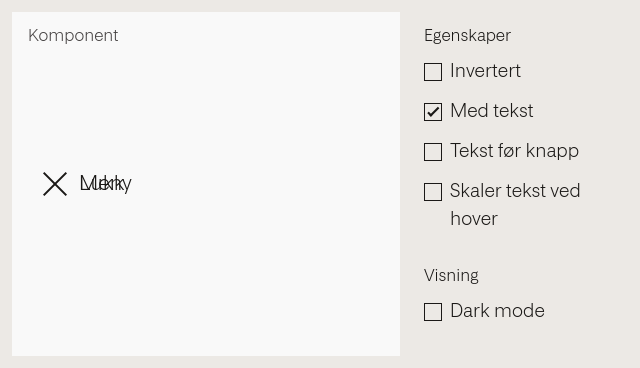 Komponent
Egenskaper
Invertert
Med tekst
Tekst før knapp
Skaler tekst ved
hover
Visning
Dark mode